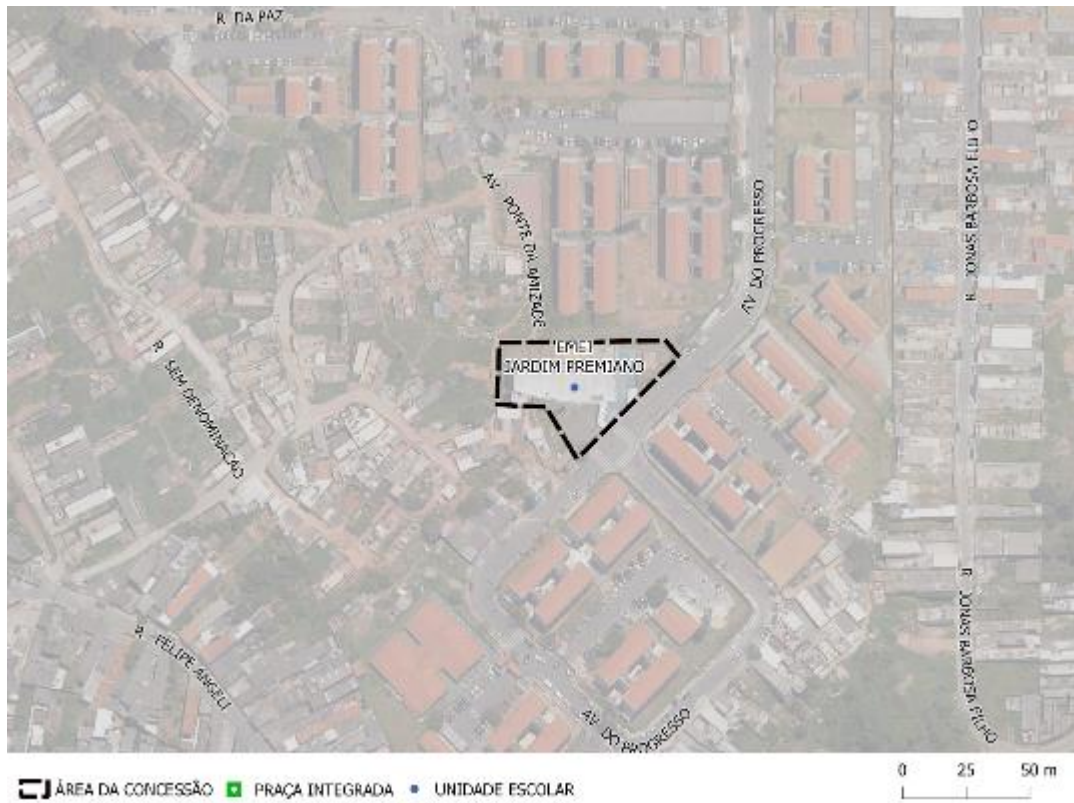 R. DA PAZ
R. JONAS BARBOSA FILHO
AV. PONTE DA AMIZADE
AV. DO PROGRESSO
EMEI
JARDIM PREMIANO
R. SEM DENOMINAÇÃO
R. FELIPE ANGELI
AV. DO PROGRESSO
R. JONAS BARBOSA FILHO
ÁREA DA CONCESSÃO PRAÇA INTEGRADA UNIDADE ESCOLAR
0 25 50 m